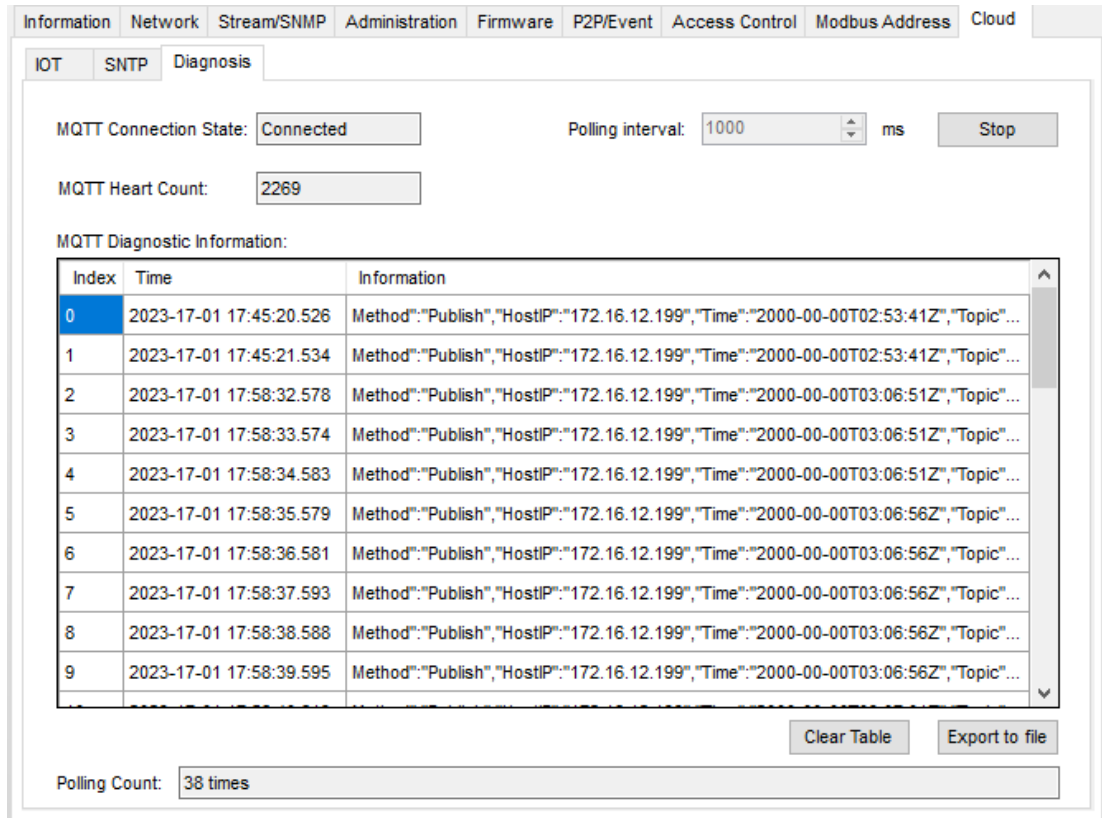 Information Network Stream/SNMP Administration Firmware P2P/Event Access Control Modbus Address Cloud
IOT SNTP Diagnosis
MQTT Connection State: Connected Polling interval: 1000 ms Stop
MQTT Heart Count: 2269
MQTT Diagnostic Information:
Index Time Information
0 2023-17-01 17:45:20.526 Method":"Publish","HostIP":"172.16.12.199","Time":"2000-00-00T02:53:41Z","Topic"...
1 2023-17-01 17:45:21.534 Method":"Publish","HostIP":"172.16.12.199","Time":"2000-00-00T02:53:41Z","Topic"...
2 2023-17-01 17:58:32.578 Method":"Publish","HostIP":"172.16.12.199","Time":"2000-00-00T03:06:51Z","Topic"...
3 2023-17-01 17:58:33.574 Method":"Publish","HostIP":"172.16.12.199","Time":"2000-00-00T03:06:51Z","Topic"...
4 2023-17-01 17:58:34.583 Method":"Publish","HostIP":"172.16.12.199","Time":"2000-00-00T03:06:51Z","Topic"...
5 2023-17-01 17:58:35.579 Method":"Publish","HostIP":"172.16.12.199","Time":"2000-00-00T03:06:56Z","Topic"...
6 2023-17-01 17:58:36.581 Method":"Publish","HostIP":"172.16.12.199","Time":"2000-00-00T03:06:56Z","Topic"...
7 2023-17-01 17:58:37.593 Method":"Publish","HostIP":"172.16.12.199","Time":"2000-00-00T03:06:56Z","Topic"...
8 2023-17-01 17:58:38.588 Method":"Publish","HostIP":"172.16.12.199","Time":"2000-00-00T03:06:56Z","Topic"...
9 2023-17-01 17:58:39.595 Method":"Publish","HostIP":"172.16.12.199","Time":"2000-00-00T03:06:56Z","Topic"...
Clear Table Export to file
Polling Count: 38 times